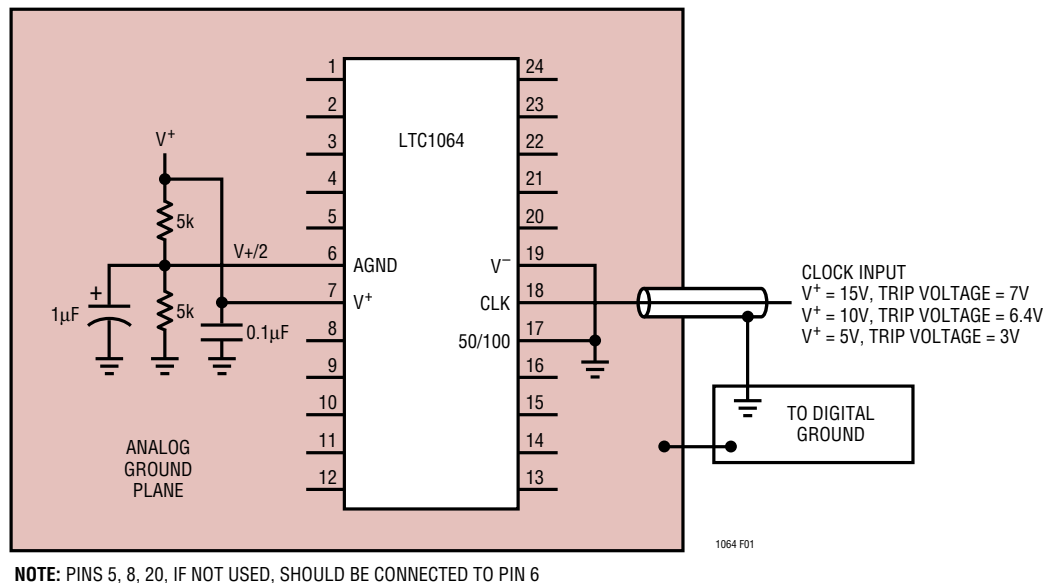 1
2
3
4
5
6
7
8
9
10
11
12
24
23
22
21
20
19
18
17
16
15
14
13
LTC1064
AGND
V+
V–
CLK
50/100
V+
5k
V+/2
5k
1µF
+
0.1µF
ANALOG
GROUND
PLANE
CLOCK INPUT
V+ = 15V, TRIP VOLTAGE = 7V
V+ = 10V, TRIP VOLTAGE = 6.4V
V+ = 5V, TRIP VOLTAGE = 3V
TO DIGITAL
GROUND
1064 F01
NOTE: PINS 5, 8, 20, IF NOT USED, SHOULD BE CONNECTED TO PIN 6